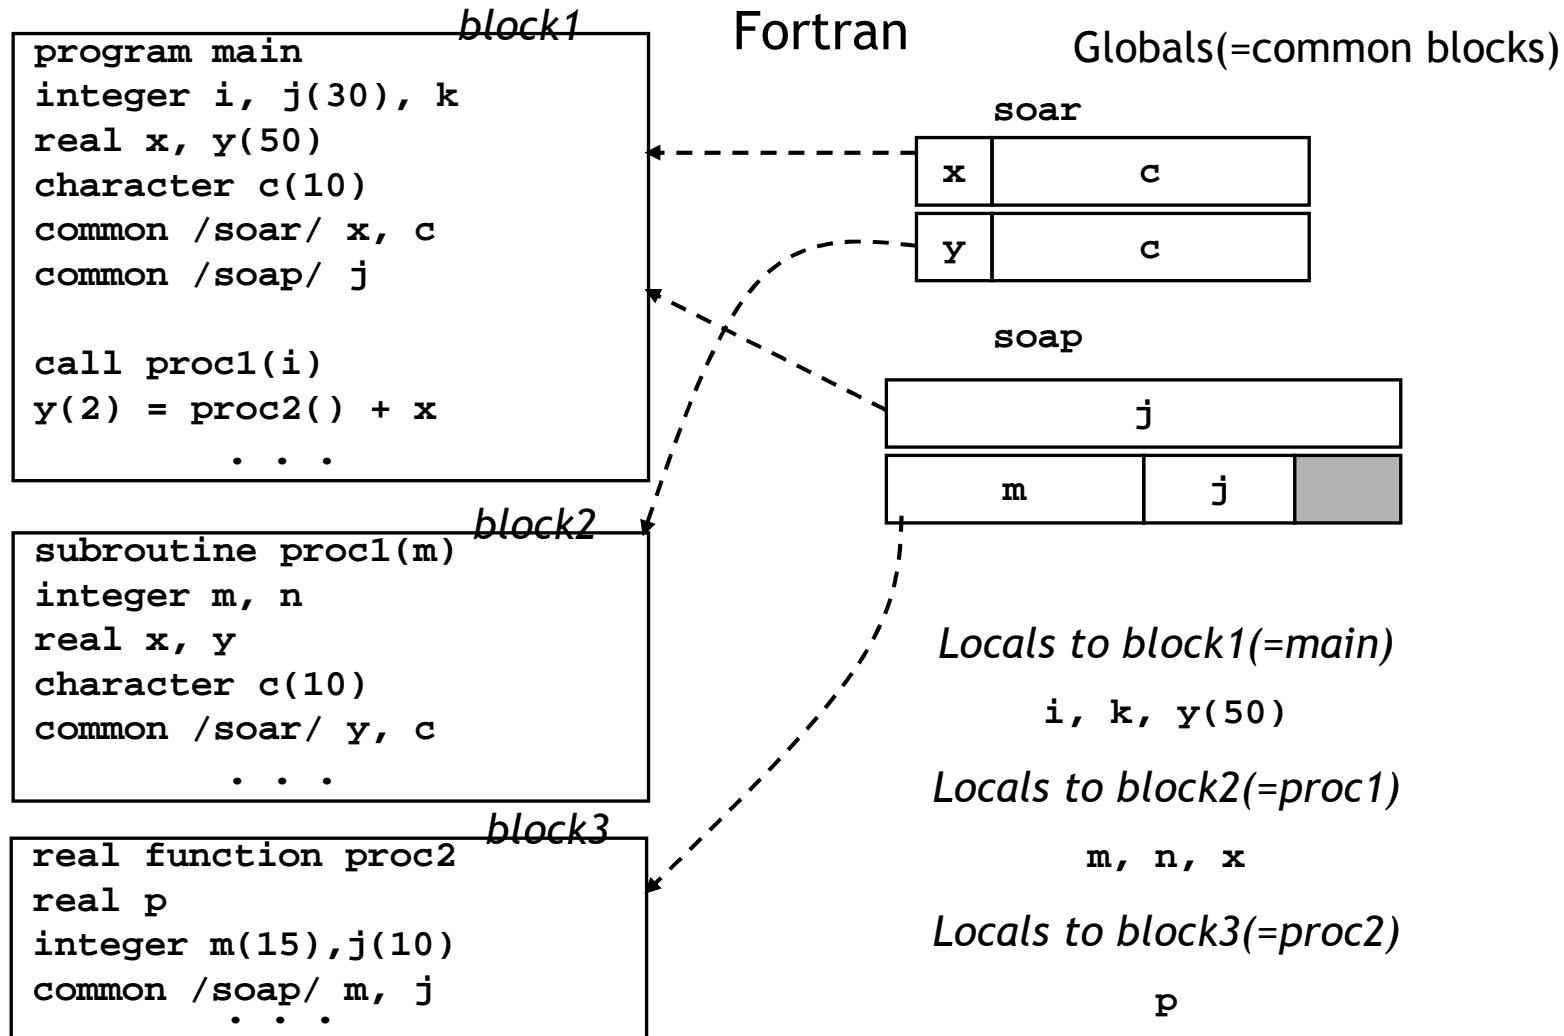 Fortran
block1
program main
integer i, j(30), k
real x, y(50)
character c(10)
common /soar/ x, c
common /soap/ j
call proc1(i)
y(2) = proc2() + x
. . .
block2
subroutine proc1(m)
integer m, n
real x, y
character c(10)
common /soar/ y, c
. . .
block3
real function proc2
real p
integer m(15),j(10)
common /soap/ m, j
. . .
Globals(=common blocks)
soar
x c
y c
soap
j
m j
Locals to block1(=main)
i, k, y(50)
Locals to block2(=proc1)
m, n, x
Locals to block3(=proc2)
p